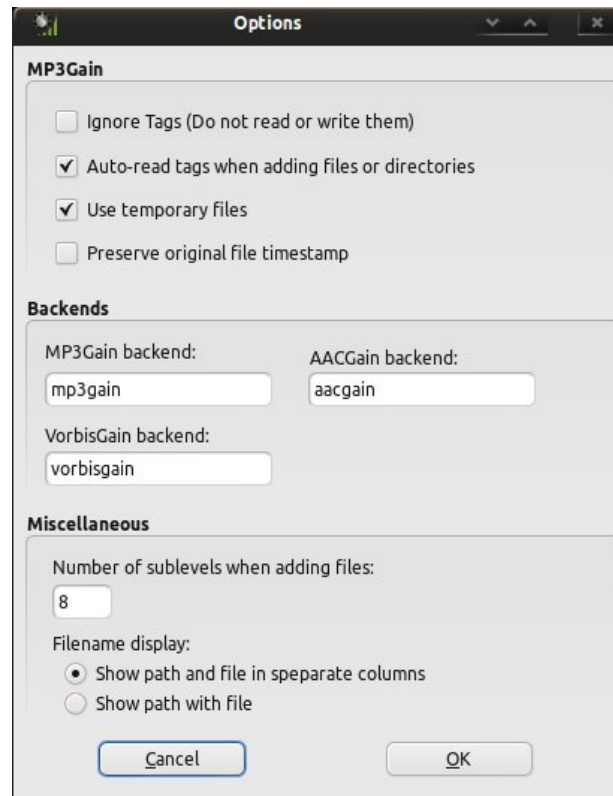 Options
MP3Gain
Ignore Tags (Do not read or write them)
Auto-read tags when adding files or directories
Use temporary files
Preserve original file timestamp
Backends
MP3Gain backend:
AACGain backend:
mp3gain
aacgain
VorbisGain backend:
vorbisgain
Miscellaneous
Number of sublevels when adding files:
8
Filename display:
Show path and file in speparate columns
Show path with file
Cancel
OK